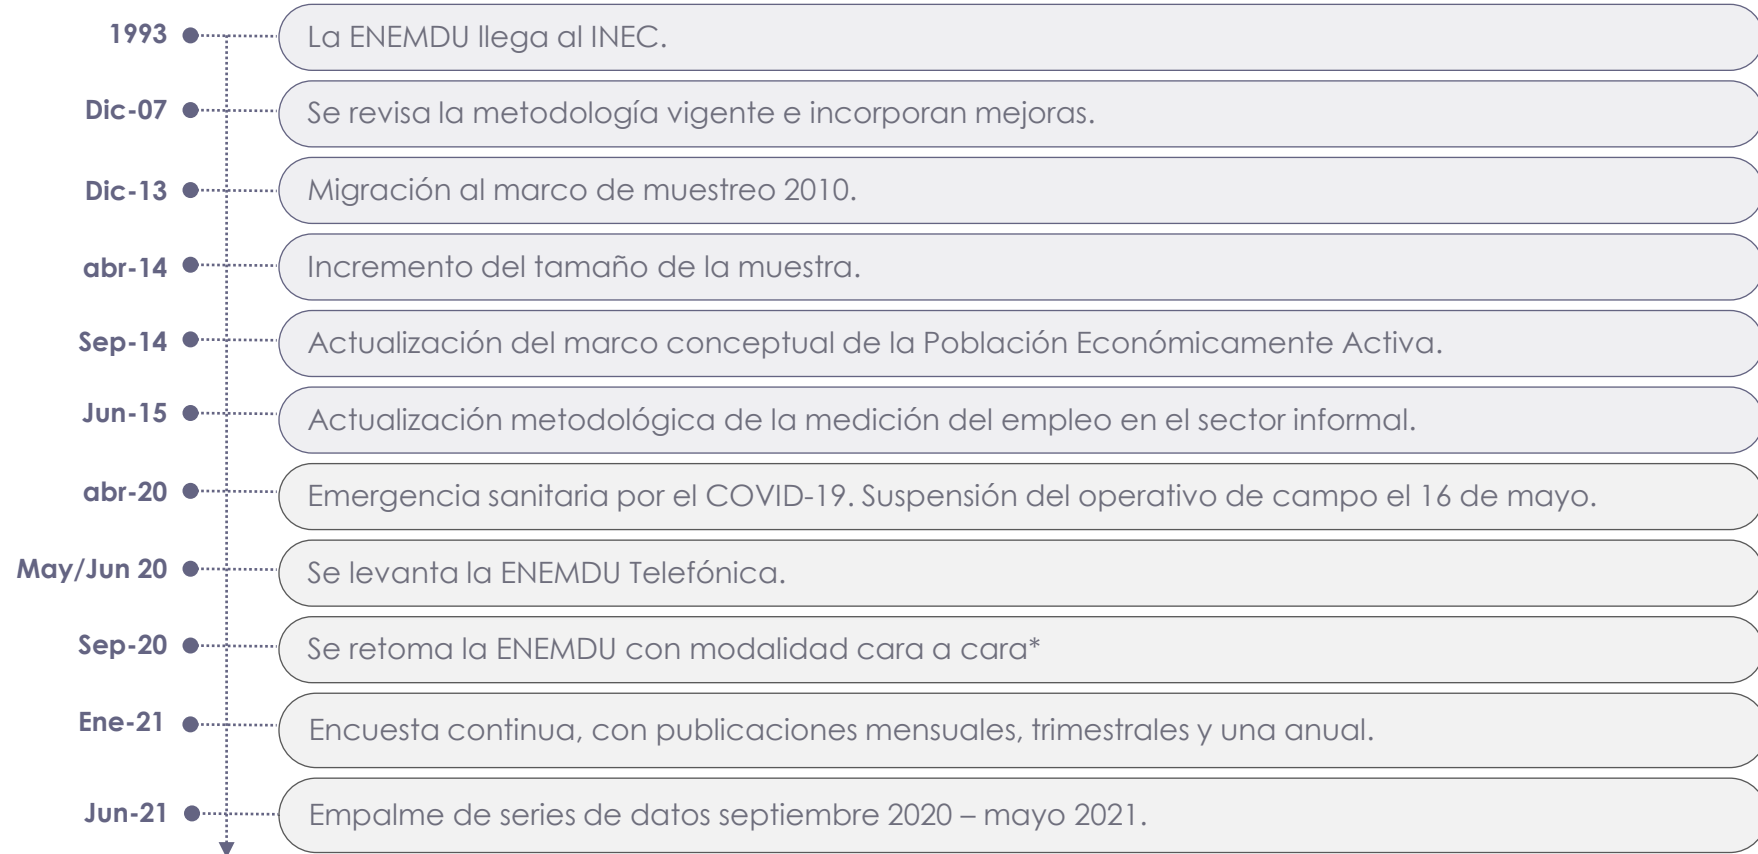 1993 La ENEMDU llega al INEC.
Dic-07 Se revisa la metodología vigente e incorporan mejoras.
Dic-13 Migración al marco de muestreo 2010.
abr-14 Incremento del tamaño de la muestra.
Sep-14 Actualización del marco conceptual de la Población Económicamente Activa.
Jun-15 Actualización metodológica de la medición del empleo en el sector informal.
abr-20 Emergencia sanitaria por el COVID-19. Suspensión del operativo de campo el 16 de mayo.
May/Jun 20 Se levanta la ENEMDU Telefónica.
Sep-20 Se retoma la ENEMDU con modalidad cara a cara*
Ene-21 Encuesta continua, con publicaciones mensuales, trimestrales y una anual.
Jun-21 Empalme de series de datos septiembre 2020 – mayo 2021.